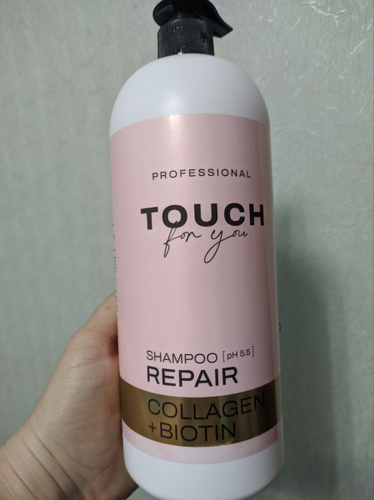 PROFESSIONAL
TOUCH
for you
SHAMPOO [pH 5.5]
REPAIR
COLLAGEN
+BIOTIN